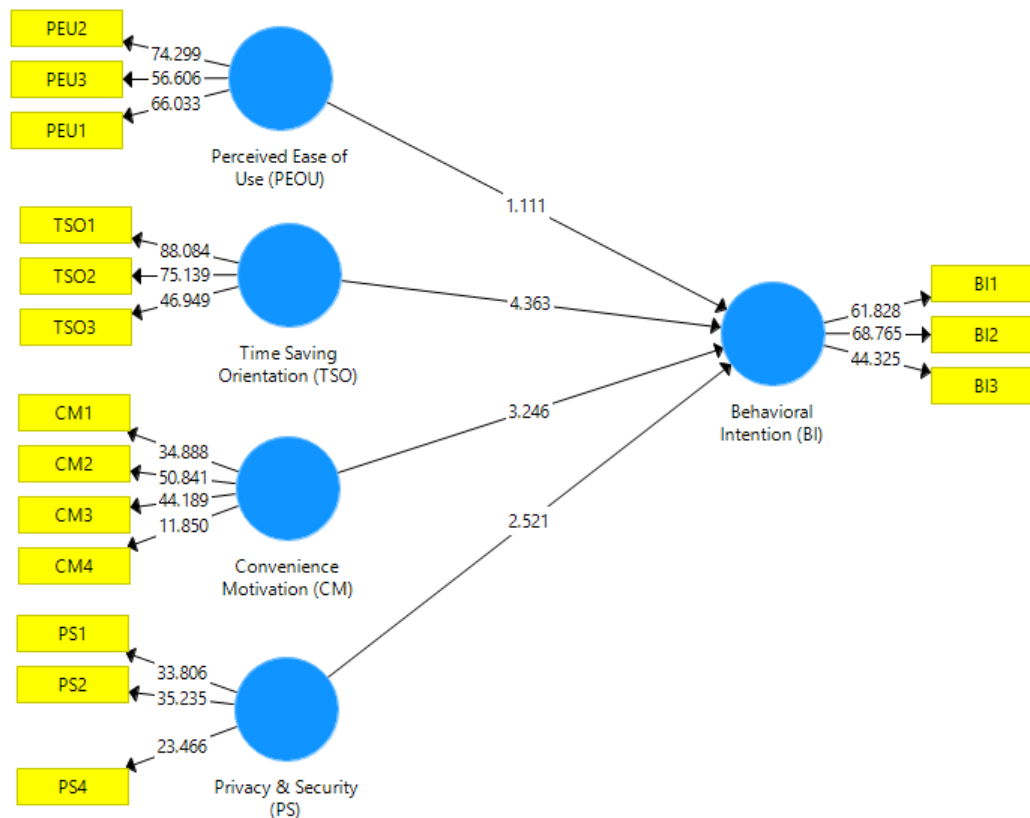 PEU2
74.299
PEU3
56.606
66.033
PEU1
Perceived Ease of
Use (PEOU)
1.111
TSO1
88.084
TSO2
75.139
46.949
TSO3
Time Saving
Orientation (TSO)
4.363
BI1
61.828
68.765
BI2
44.325
BI3
Behavioral
Intention (BI)
CM1
34.888
CM2
50.841
CM3
44.189
11.850
CM4
Convenience
Motivation (CM)
3.246
2.521
PS1
33.806
PS2
35.235
23.466
PS4
Privacy & Security
(PS)